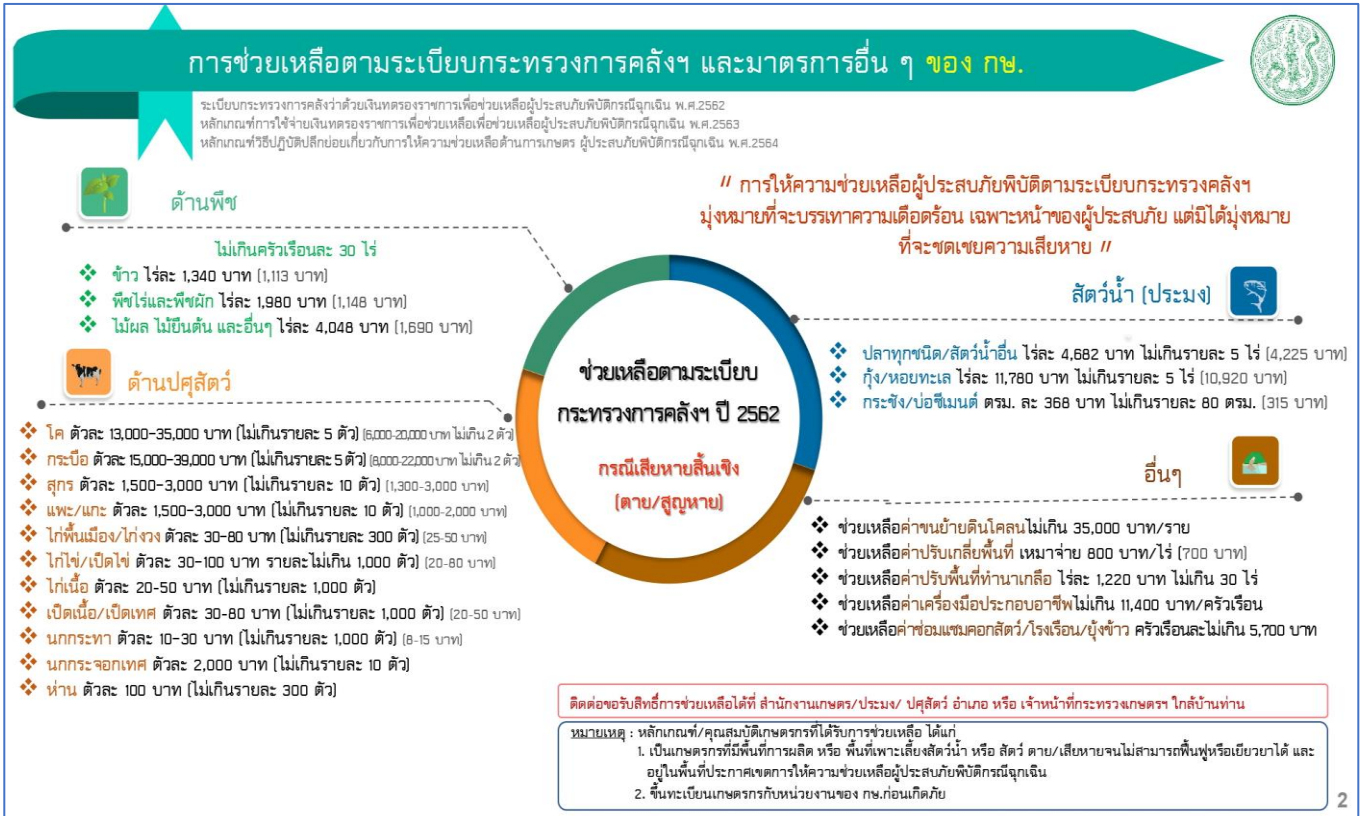 การช่วยเหลือตามระเบียบกระทรวงการคลังฯ และมาตรการอื่น ๆ ของ กษ.
ระเบียบกระทรวงการคลังว่าด้วยเงินทดรองราชการเพื่อช่วยเหลือผู้ประสบภัยพิบัติกรณีฉุกเฉิน พ.ศ.2562
หลักเกณฑ์การใช้จ่ายเงินทดรองราชการเพื่อช่วยเหลือเพื่อช่วยเหลือผู้ประสบภัยพิบัติกรณีฉุกเฉิน พ.ศ.2563
หลักเกณฑ์วิธีปฏิบัติปลีกย่อยเกี่ยวกับการให้ความช่วยเหลือด้านการเกษตร ผู้ประสบภัยพิบัติกรณีฉุกเฉิน พ.ศ.2564
ด้านพืช
ไม่เกินครัวเรือนละ 30 ไร่
❖ ข้าว ไร่ละ 1,340 บาท (1,113 บาท)
❖ พืชไร่และพืชผัก ไร่ละ 1,980 บาท (1,148 บาท)
❖ ไม้ผล ไม้ยืนต้น และอื่นๆ ไร่ละ 4,048 บาท (1,690 บาท)
ด้านปศุสัตว์
❖ โค ตัวละ 13,000-35,000 บาท (ไม่เกินรายละ 5 ตัว) (6,000-20,000 บาท ไม่เกิน 2 ตัว)
❖ กระบือ ตัวละ 15,000-39,000 บาท (ไม่เกินรายละ 5 ตัว) (8,000-22,000 บาท ไม่เกิน 2 ตัว)
❖ สุกร ตัวละ 1,500-3,000 บาท (ไม่เกินรายละ 10 ตัว) (1,300-3,000 บาท)
❖ แพะ/แกะ ตัวละ 1,500-3,000 บาท (ไม่เกินรายละ 10 ตัว) (1,000-2,000 บาท)
❖ ไก่พื้นเมือง/ไก่งวง ตัวละ 30-80 บาท (ไม่เกินรายละ 300 ตัว) (25-50 บาท)
❖ ไก่ไข่/เป็ดไข่ ตัวละ 30-100 บาท รายละไม่เกิน 1,000 ตัว) (20-80 บาท)
❖ ไก่เนื้อ ตัวละ 20-50 บาท (ไม่เกินรายละ 1,000 ตัว)
❖ เป็ดเนื้อ/เป็ดเทศ ตัวละ 30-80 บาท (ไม่เกินรายละ 1,000 ตัว) (20-50 บาท)
❖ นกกระทา ตัวละ 10-30 บาท (ไม่เกินรายละ 1,000 ตัว) (8-15 บาท)
❖ นกกระจอกเทศ ตัวละ 2,000 บาท (ไม่เกินรายละ 10 ตัว)
❖ ห่าน ตัวละ 100 บาท (ไม่เกินรายละ 300 ตัว)
ช่วยเหลือตามระเบียบ
กระทรวงการคลังฯ ปี 2562
กรณีเสียหายสิ้นเชิง
(ตาย/สูญหาย)
" การให้ความช่วยเหลือผู้ประสบภัยพิบัติตามระเบียบกระทรวงคลังฯ
มุ่งหมายที่จะบรรเทาความเดือดร้อน เฉพาะหน้าของผู้ประสบภัย แต่มิได้มุ่งหมาย
ที่จะชดเชยความเสียหาย "
สัตว์น้ำ (ประมง)
❖ ปลาทุกชนิด/สัตว์น้ำอื่น ไร่ละ 4,682 บาท ไม่เกินรายละ 5 ไร่ (4,225 บาท)
❖ กุ้ง/หอยทะเล ไร่ละ 11,780 บาท ไม่เกินรายละ 5 ไร่ (10,920 บาท)
❖ กระชัง/บ่อซีเมนต์ ตรม. ละ 368 บาท ไม่เกินรายละ 80 ตรม. (315 บาท)
อื่นๆ
❖ ช่วยเหลือค่าขนย้ายดินโคลนไม่เกิน 35,000 บาท/ราย
❖ ช่วยเหลือค่าปรับเกลี่ยพื้นที่ เหมาจ่าย 800 บาท/ไร่ (700 บาท)
❖ ช่วยเหลือค่าปรับพื้นที่ทำนาเกลือ ไร่ละ 1,220 บาท ไม่เกิน 30 ไร่
❖ ช่วยเหลือค่าเครื่องมือประกอบอาชีพไม่เกิน 11,400 บาท/ครัวเรือน
❖ ช่วยเหลือค่าซ่อมแซมคอกสัตว์/โรงเรือน/ยุ้งข้าว ครัวเรือนละไม่เกิน 5,700 บาท
ติดต่อขอรับสิทธิ์การช่วยเหลือได้ที่ สำนักงานเกษตร/ประมง/ ปศุสัตว์ อำเภอ หรือ เจ้าหน้าที่กระทรวงเกษตรฯ ใกล้บ้านท่าน
หมายเหตุ : หลักเกณฑ์/คุณสมบัติเกษตรกรที่ได้รับการช่วยเหลือ ได้แก่
1. เป็นเกษตรกรที่มีพื้นที่การผลิต หรือ พื้นที่เพาะเลี้ยงสัตว์น้ำ หรือ สัตว์ ตาย/เสียหายจนไม่สามารถฟื้นฟูหรือเยียวยาได้ และ
อยู่ในพื้นที่ประกาศเขตการให้ความช่วยเหลือผู้ประสบภัยพิบัติกรณีฉุกเฉิน
2. ขึ้นทะเบียนเกษตรกรกับหน่วยงานของ กษ.ก่อนเกิดภัย
2